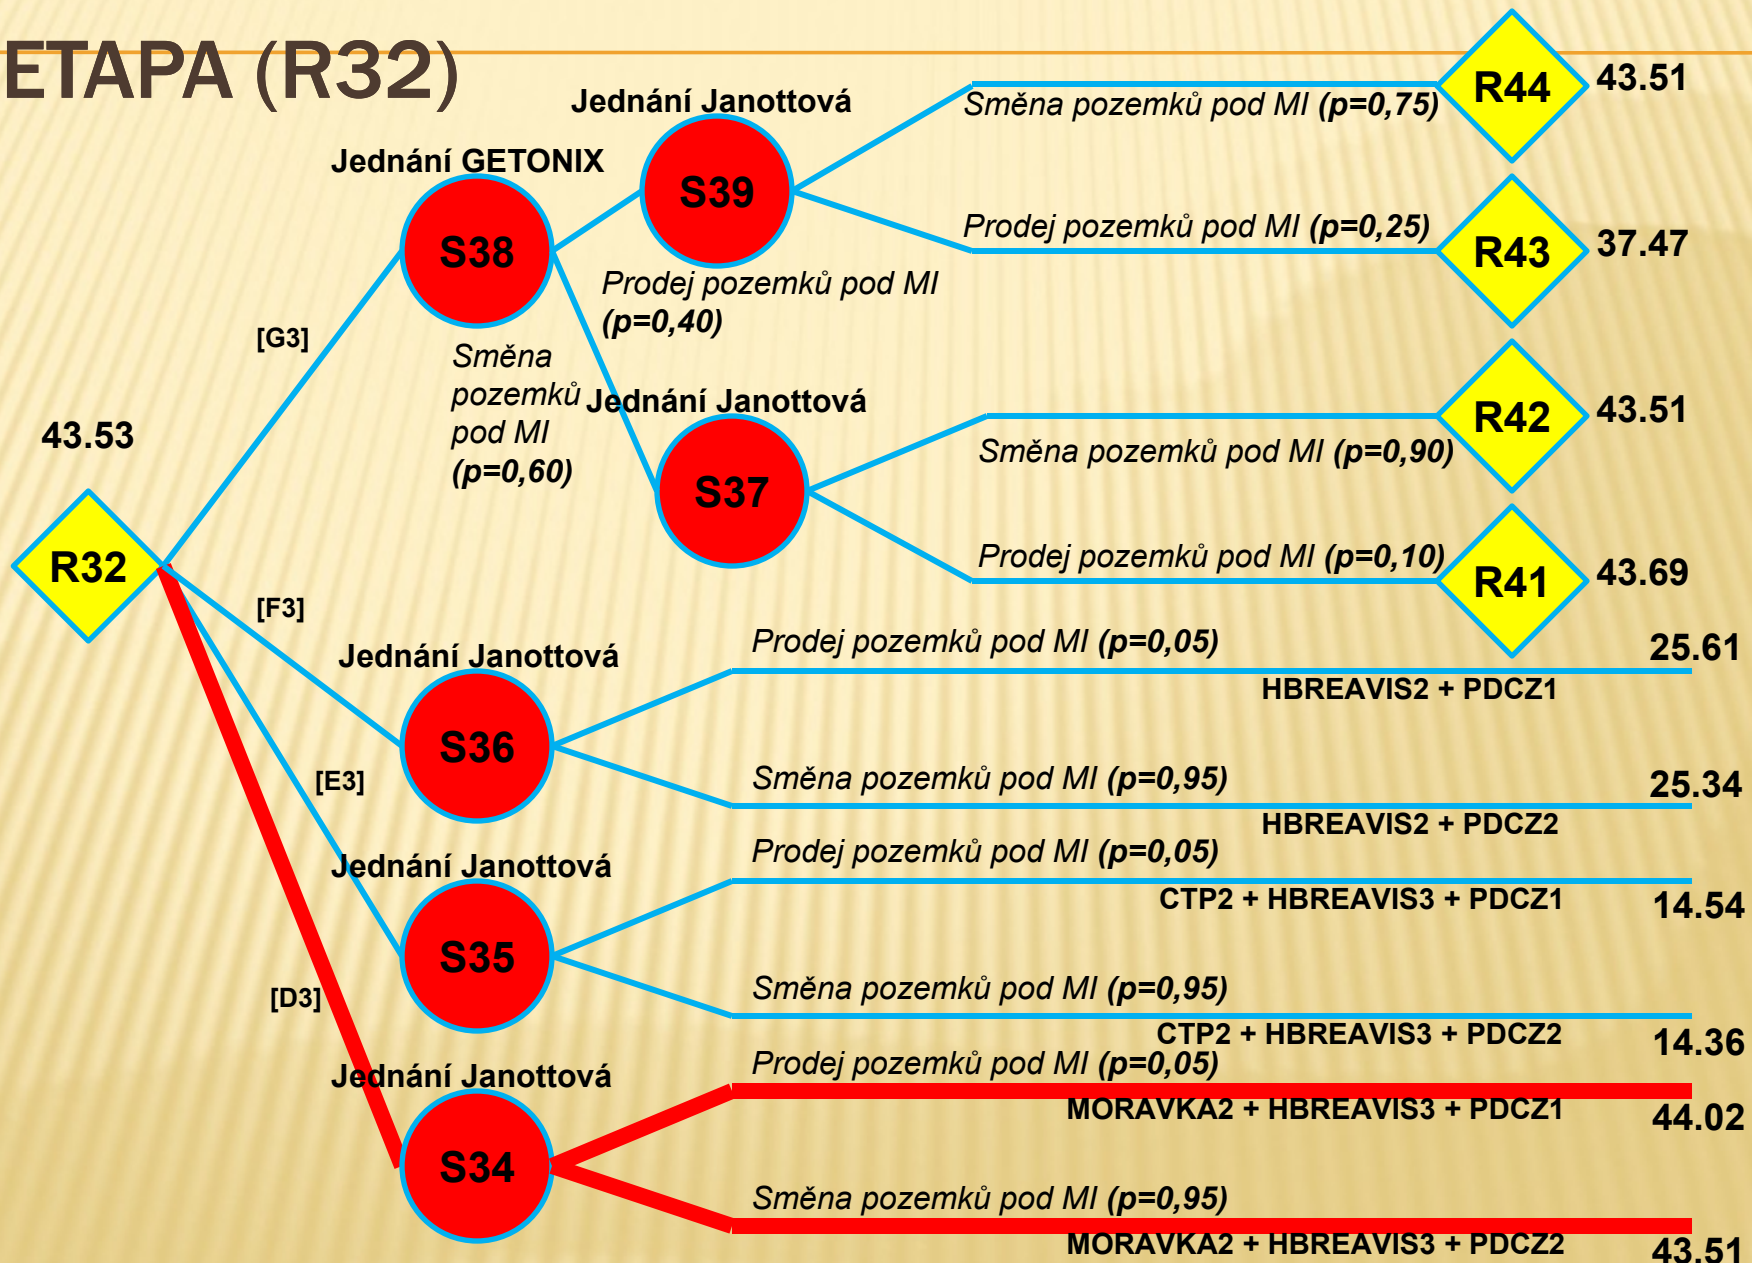 ETAPA (R32)
Jednání Janottová
Směna pozemků pod MI (p=0,75)
R44
43.51
Jednání GETONIX
S39
S38
Prodej pozemků pod MI (p=0,25)
R43
37.47
Prodej pozemků pod MI
(p=0,40)
[G3]
Směna
pozemků
pod MI
(p=0,60)
Jednání Janottová
S37
Směna pozemků pod MI (p=0,90)
R42
43.51
Prodej pozemků pod MI (p=0,10)
R41
43.69
43.53
R32
[F3]
Jednání Janottová
S36
Prodej pozemků pod MI (p=0,05)
25.61
HBREAVIS2 + PDCZ1
Směna pozemků pod MI (p=0,95)
25.34
HBREAVIS2 + PDCZ2
[E3]
Jednání Janottová
S35
Prodej pozemků pod MI (p=0,05)
CTP2 + HBREAVIS3 + PDCZ1
14.54
Směna pozemků pod MI (p=0,95)
CTP2 + HBREAVIS3 + PDCZ2
14.36
[D3]
Jednání Janottová
S34
Prodej pozemků pod MI (p=0,05)
MORAVKA2 + HBREAVIS3 + PDCZ1
44.02
Směna pozemků pod MI (p=0,95)
MORAVKA2 + HBREAVIS3 + PDCZ2
43.51